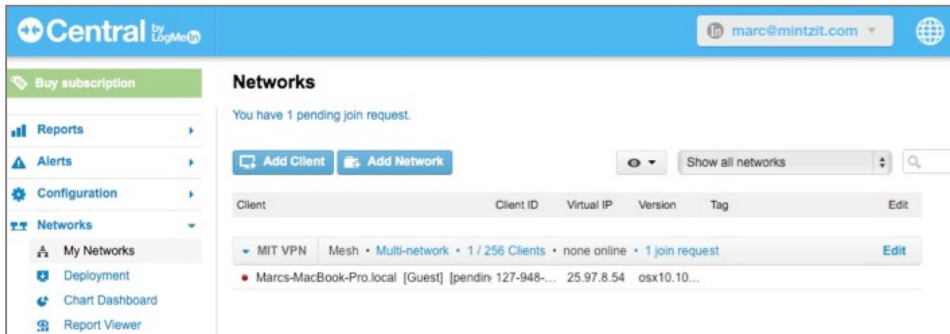 Central by LogMeIn
marc@mintzit.com
Buy subscription
Reports
Alerts
Configuration
Networks
My Networks
Deployment
Chart Dashboard
Report Viewer
Networks
You have 1 pending join request.
Add Client Add Network Show all networks
Client Client ID Virtual IP Version Tag Edit
MIT VPN Mesh • Multi-network • 1 / 256 Clients • none online • 1 join request Edit
Marcs-MacBook-Pro.local [Guest] [pendin 127-948-... 25.97.8.54 osx10.10...